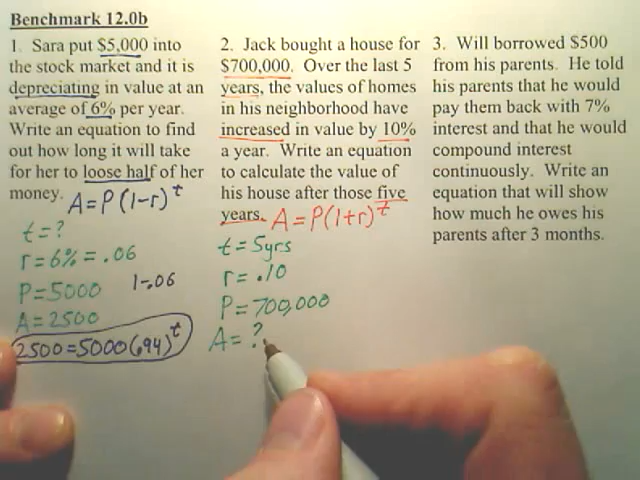 Benchmark 12.0b
1. Sara put $5,000 into
the stock market and it is
depreciating in value at an
average of 6% per year.
Write an equation to find
out how long it will take
for her to loose half of her
money. A=P(1-r)^t
t=?
r=6%=.06
P=5000 1-.06
A=2500
2500=5000(.94)^t
2. Jack bought a house for
$700,000. Over the last 5
years, the values of homes
in his neighborhood have
increased in value by 10%
a year. Write an equation
to calculate the value of
his house after those five
years. A=P(1+r)^t
t=5yrs
r=.10
P=700,000
A=?
3. Will borrowed $500
from his parents. He told
his parents that he would
pay them back with 7%
interest and that he would
compound interest
continuously. Write an
equation that will show
how much he owes his
parents after 3 months.